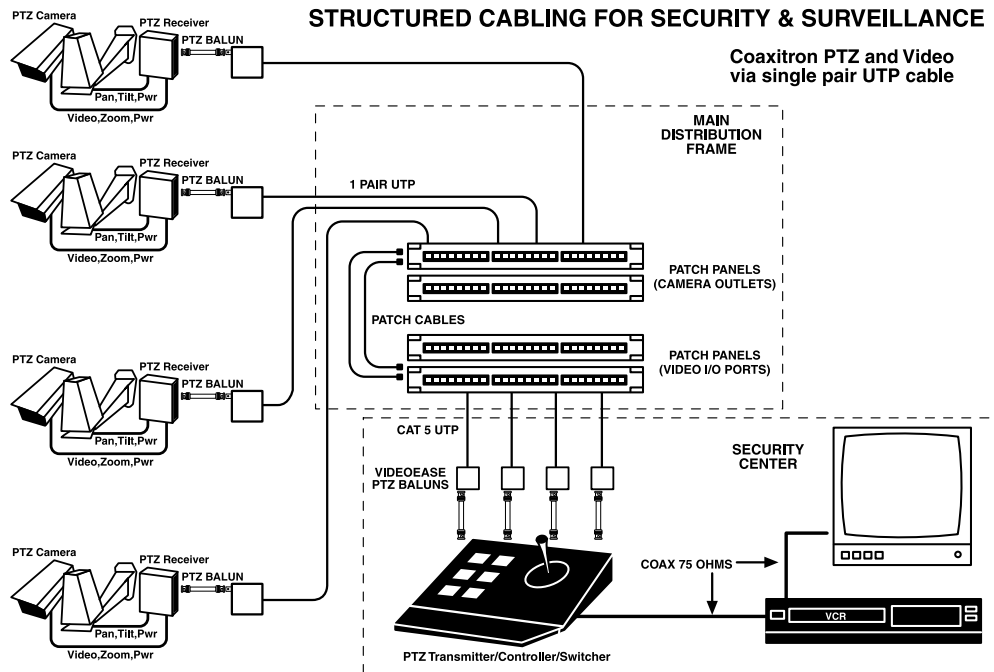 STRUCTURED CABLING FOR SECURITY & SURVEILLANCE
Coaxitron PTZ and Video
via single pair UTP cable
PTZ Camera
PTZ Receiver
PTZ BALUN
Pan,Tilt,Pwr
Video,Zoom,Pwr
MAIN
DISTRIBUTION
FRAME
PTZ Camera
PTZ Receiver
PTZ BALUN
1 PAIR UTP
Pan,Tilt,Pwr
Video,Zoom,Pwr
PATCH PANELS
(CAMERA OUTLETS)
PATCH CABLES
PATCH PANELS
(VIDEO I/O PORTS)
PTZ Camera
PTZ Receiver
PTZ BALUN
Pan,Tilt,Pwr
Video,Zoom,Pwr
CAT 5 UTP
SECURITY
CENTER
VIDEOEASE
PTZ BALUNS
PTZ Camera
PTZ Receiver
PTZ BALUN
Pan,Tilt,Pwr
Video,Zoom,Pwr
COAX 75 OHMS
VCR
PTZ Transmitter/Controller/Switcher